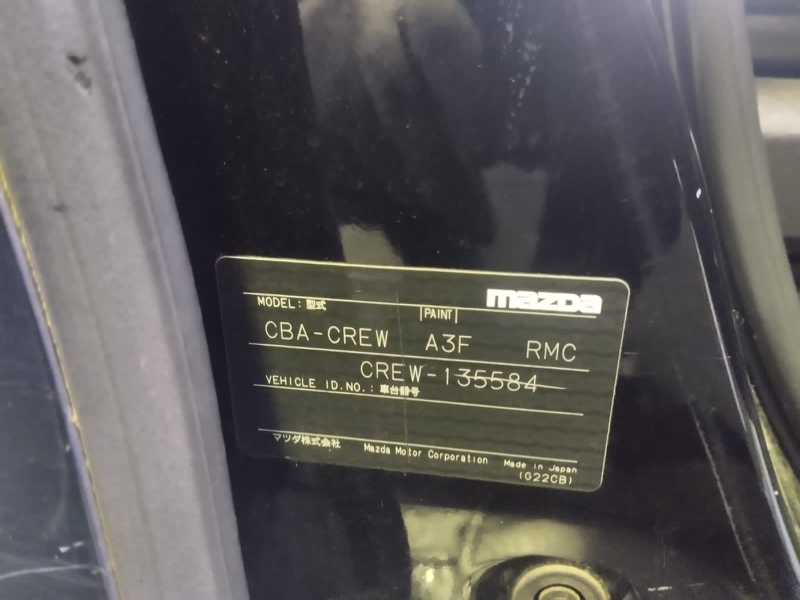 mazda
MODEL: 型式 PAINT
CBA-CREW A3F RMC
CREW-135584
VEHICLE ID.NO.: 車台番号
マツダ株式会社 Mazda Motor Corporation Made in Japan
(G22CB)